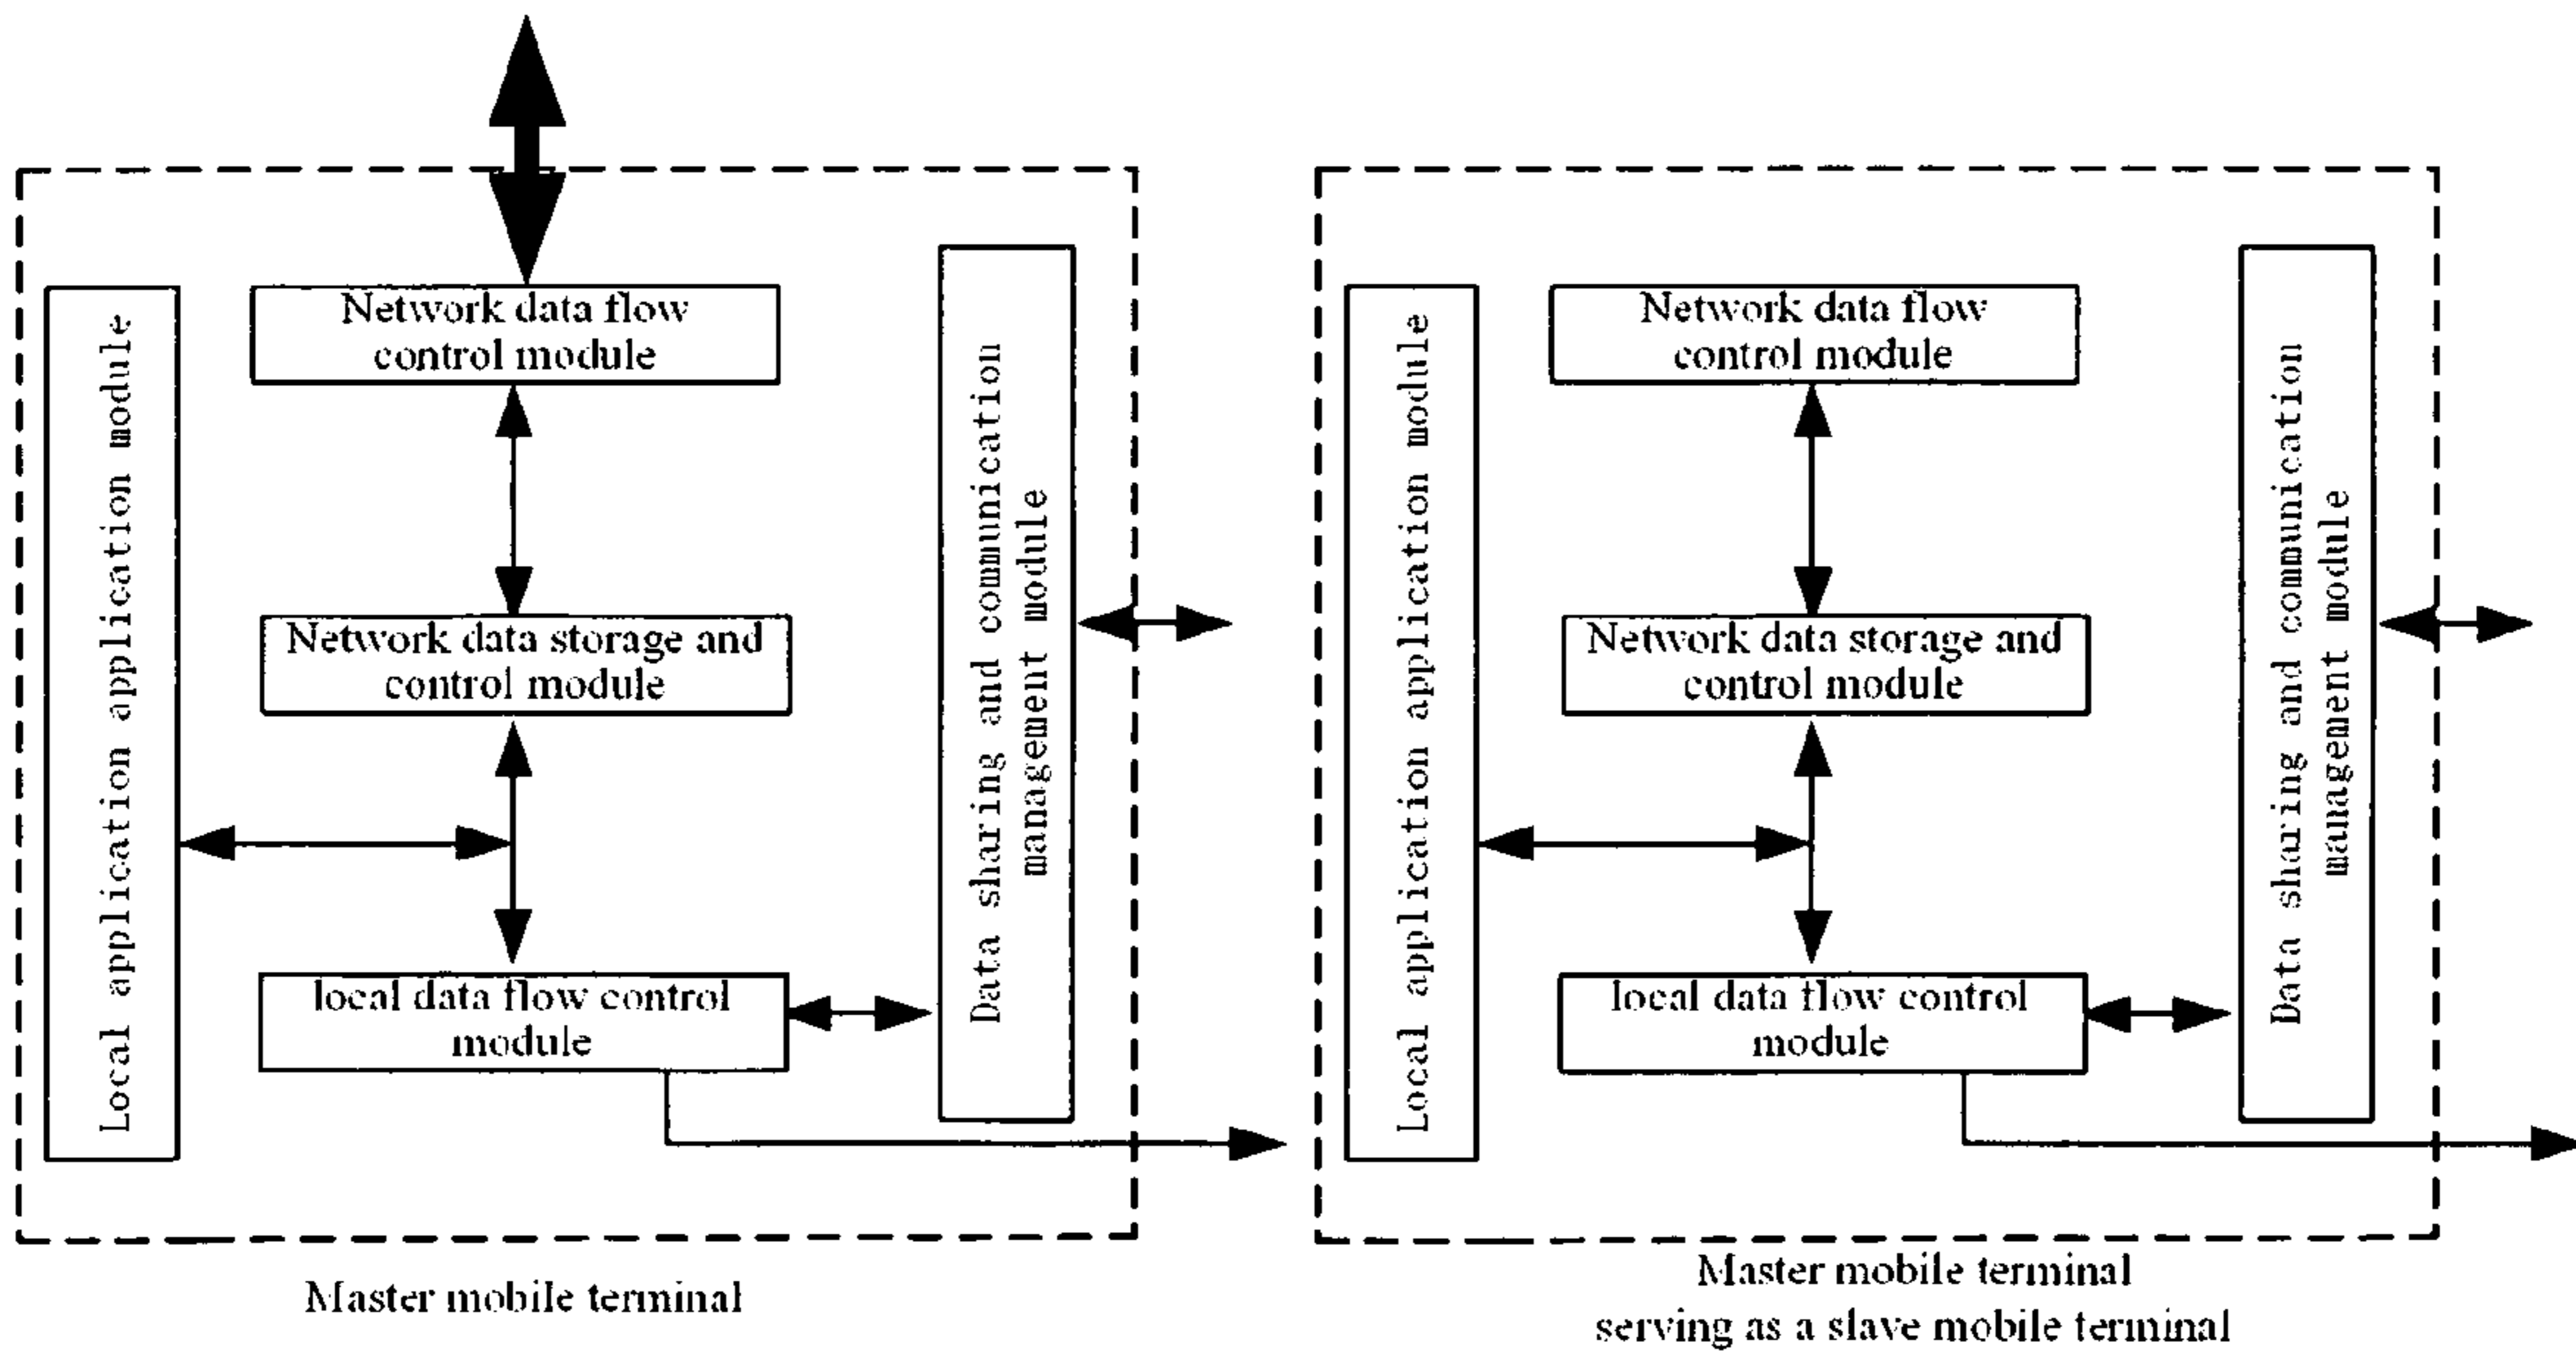 Local application application module
Network data flow
control module
Network data storage and
control module
local data flow control
module
Data sharing and communication
management module
Master mobile terminal
Local application application module
Network data flow
control module
Network data storage and
control module
local data flow control
module
Data sharing and communication
management module
Master mobile terminal
serving as a slave mobile terminal